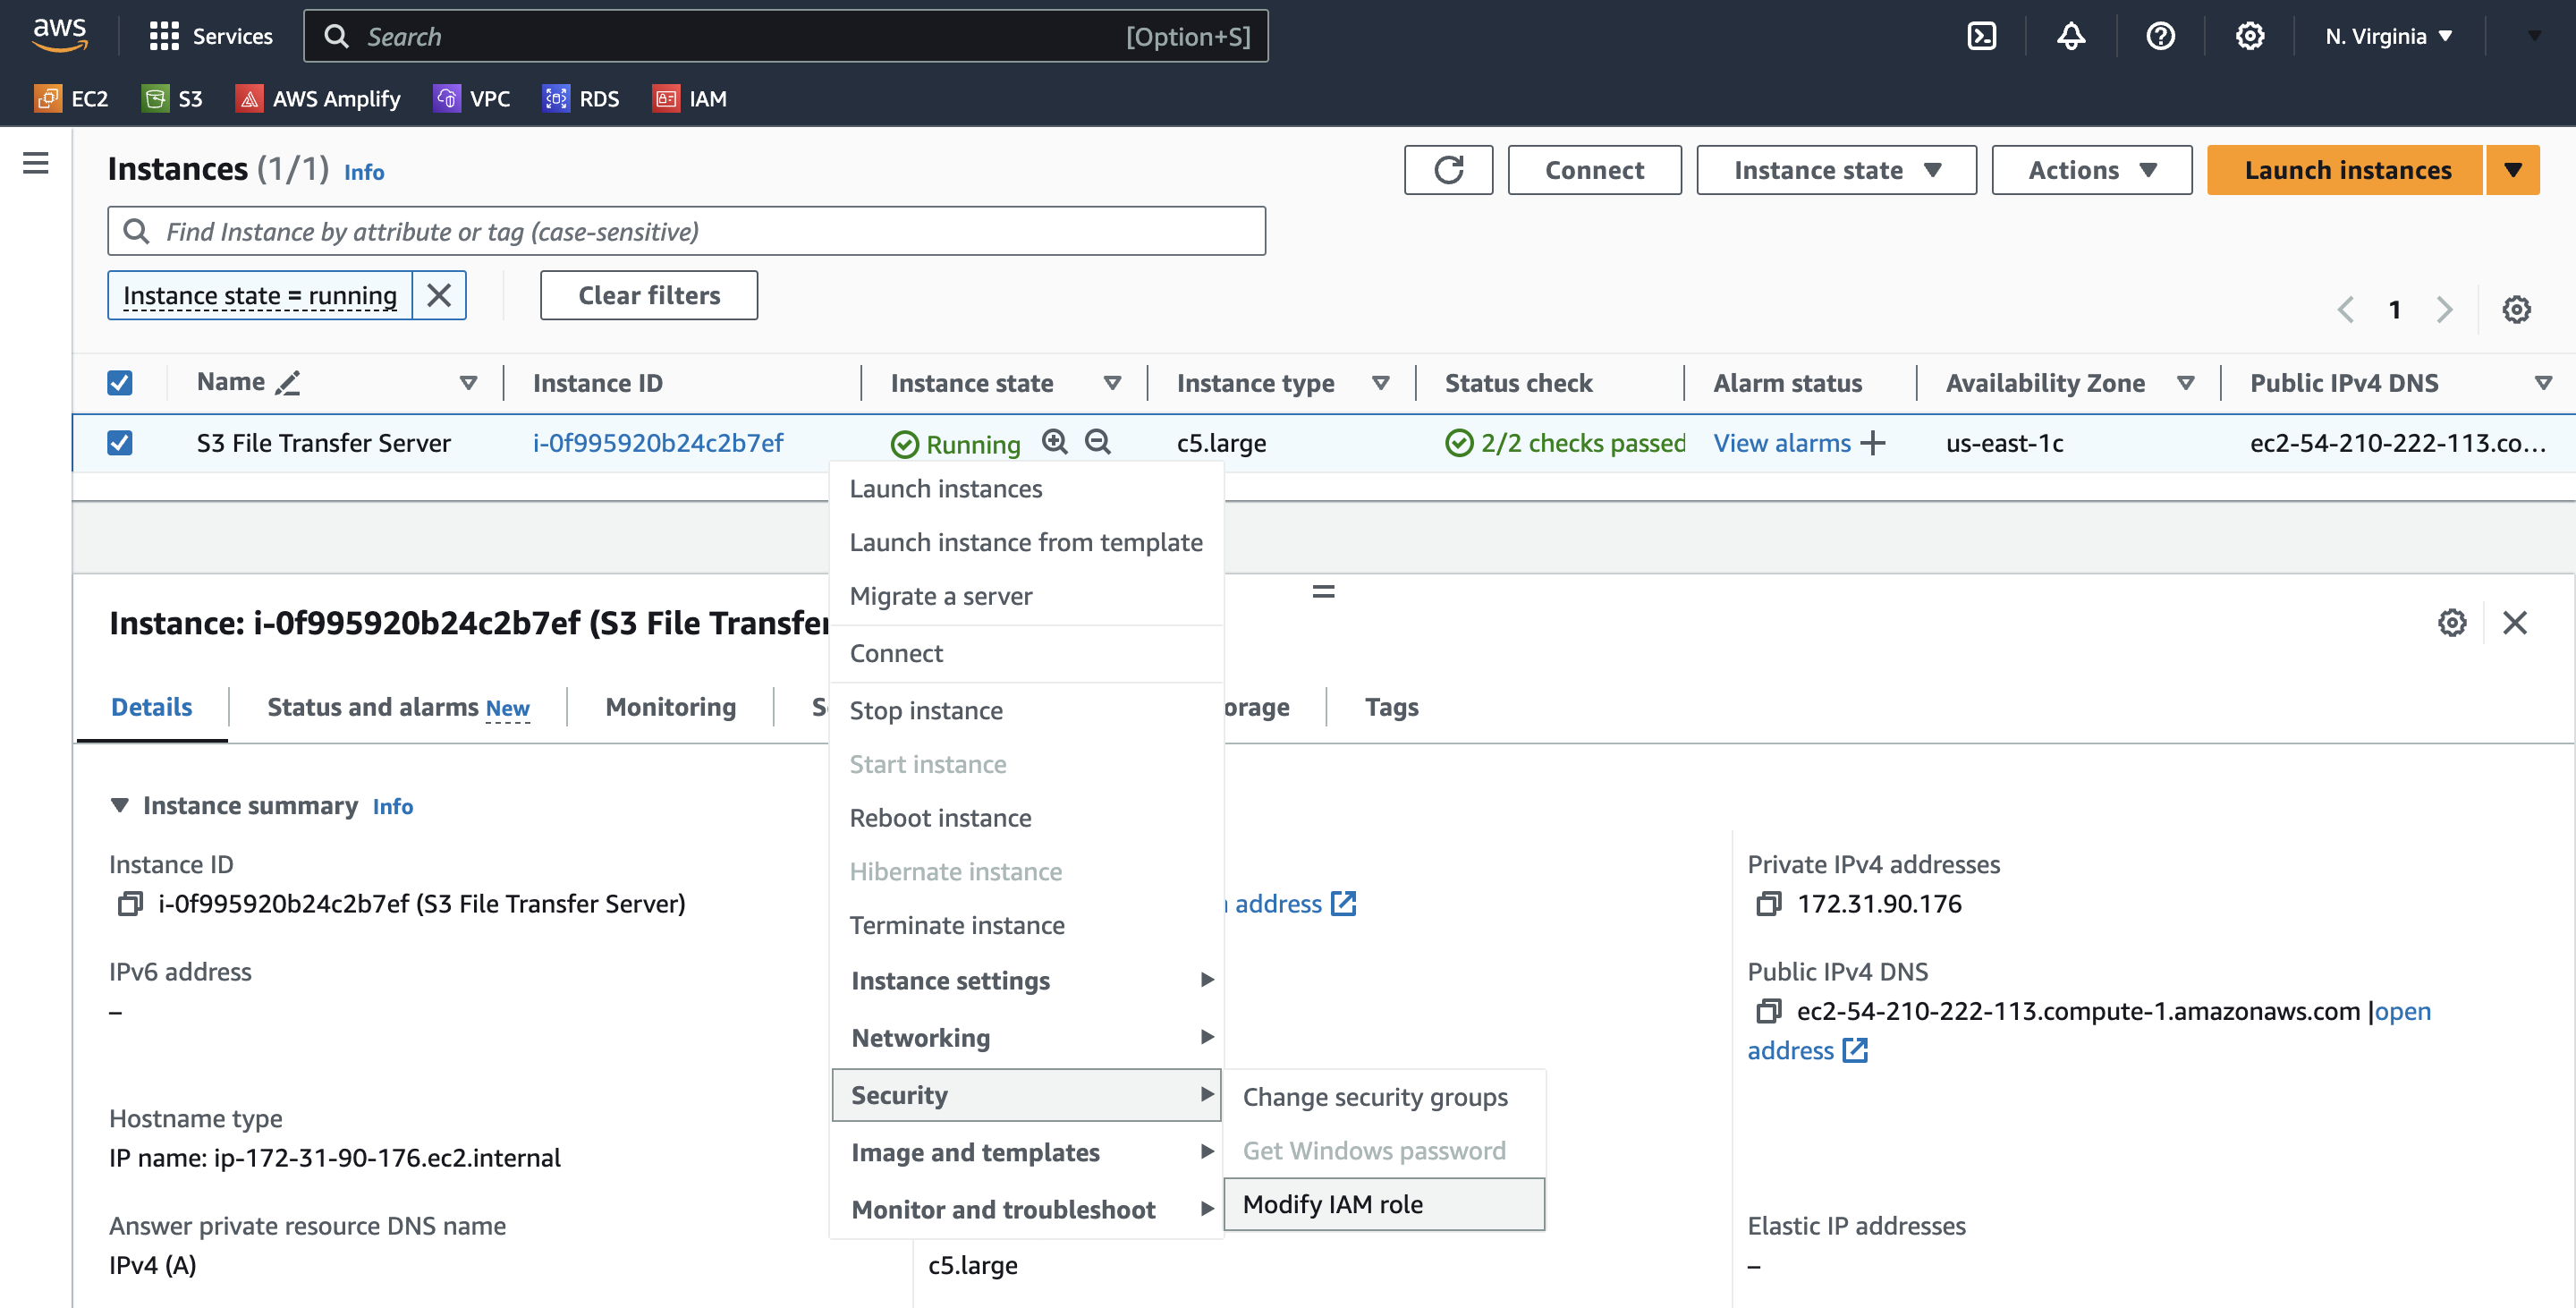 aws
Services
Search [Option+S]
N. Virginia
EC2 S3 AWS Amplify VPC RDS IAM
Instances (1/1) Info
Connect Instance state Actions Launch instances
Find Instance by attribute or tag (case-sensitive)
Instance state = running
Clear filters
1
Name Instance ID Instance state Instance type Status check Alarm status Availability Zone Public IPv4 DNS
S3 File Transfer Server i-0f995920b24c2b7ef Running c5.large 2/2 checks passed View alarms us-east-1c ec2-54-210-222-113.co...
Launch instances
Launch instance from template
Migrate a server
Connect
Stop instance
Start instance
Reboot instance
Hibernate instance
Terminate instance
Instance settings
Networking
Security
Image and templates
Monitor and troubleshoot
Change security groups
Get Windows password
Modify IAM role
Instance: i-0f995920b24c2b7ef (S3 File Transfer
Details Status and alarms New Monitoring S orage Tags
Instance summary Info
Instance ID
i-0f995920b24c2b7ef (S3 File Transfer Server)
address
Private IPv4 addresses
172.31.90.176
IPv6 address
–
Public IPv4 DNS
ec2-54-210-222-113.compute-1.amazonaws.com |open
address
Hostname type
IP name: ip-172-31-90-176.ec2.internal
Answer private resource DNS name
IPv4 (A)
c5.large
Elastic IP addresses
–